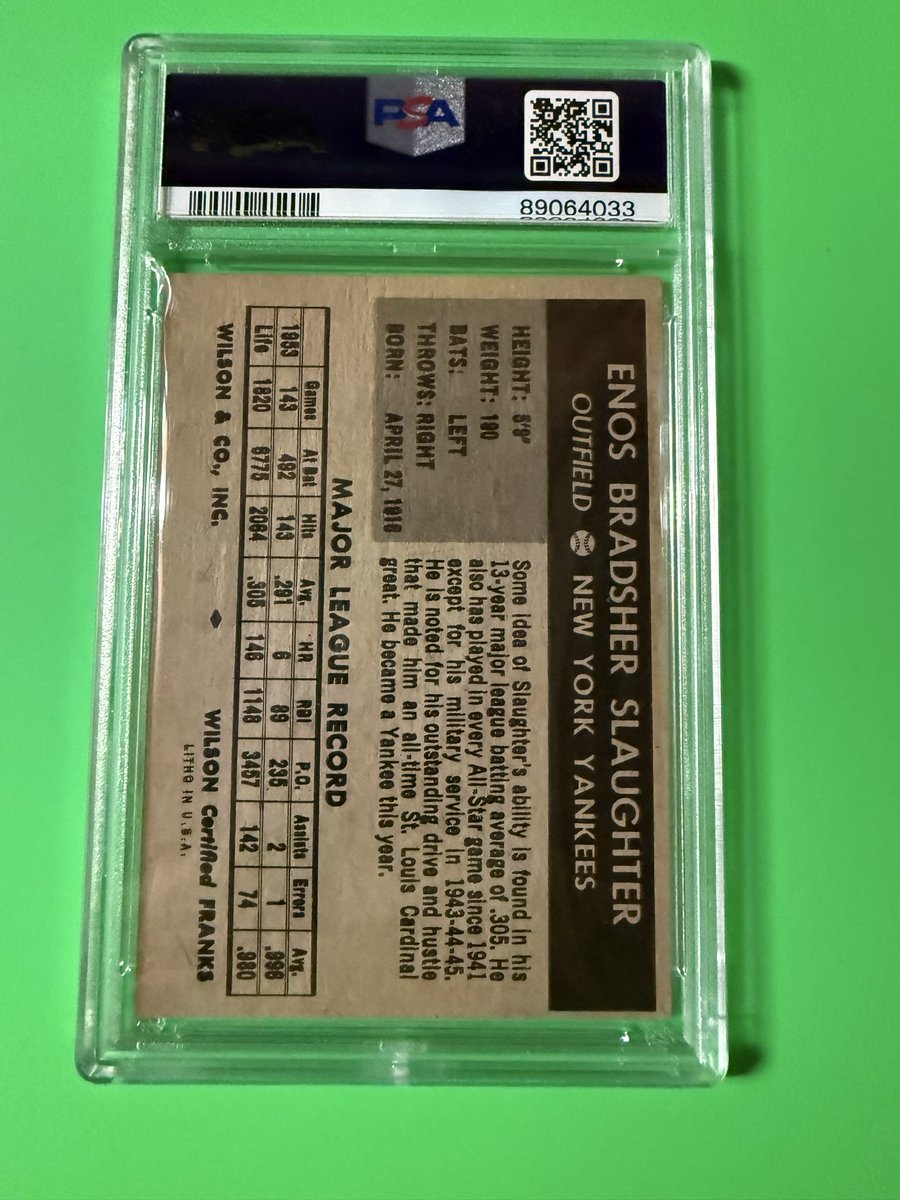 PSA
89064033
ENOS BRADSHER SLAUGHTER
OUTFIELD NEW YORK YANKEES
HEIGHT: 5'9"
WEIGHT: 190
BATS: LEFT
THROWS: RIGHT
BORN: APRIL 27, 1916
Some idea of Slaughter's ability is found in his
13-year major league batting average of .305. He
also has played in every All-Star game since 1941
except for his military service in 1943-44-45.
He is noted for his outstanding drive and hustle
that made him an all-time St. Louis Cardinal
great. He became a Yankee this year.
MAJOR LEAGUE RECORD
Games At Bat Hits Avg. HR RBI P.O. Assists Errors Avg.
1953 143 492 143 .291 6 89 235 2 1 .996
Life 1820 6775 2064 .305 146 1148 3457 142 74 .980
WILSON & CO., INC. WILSON Certified FRANKS
LITHO IN U.S.A.